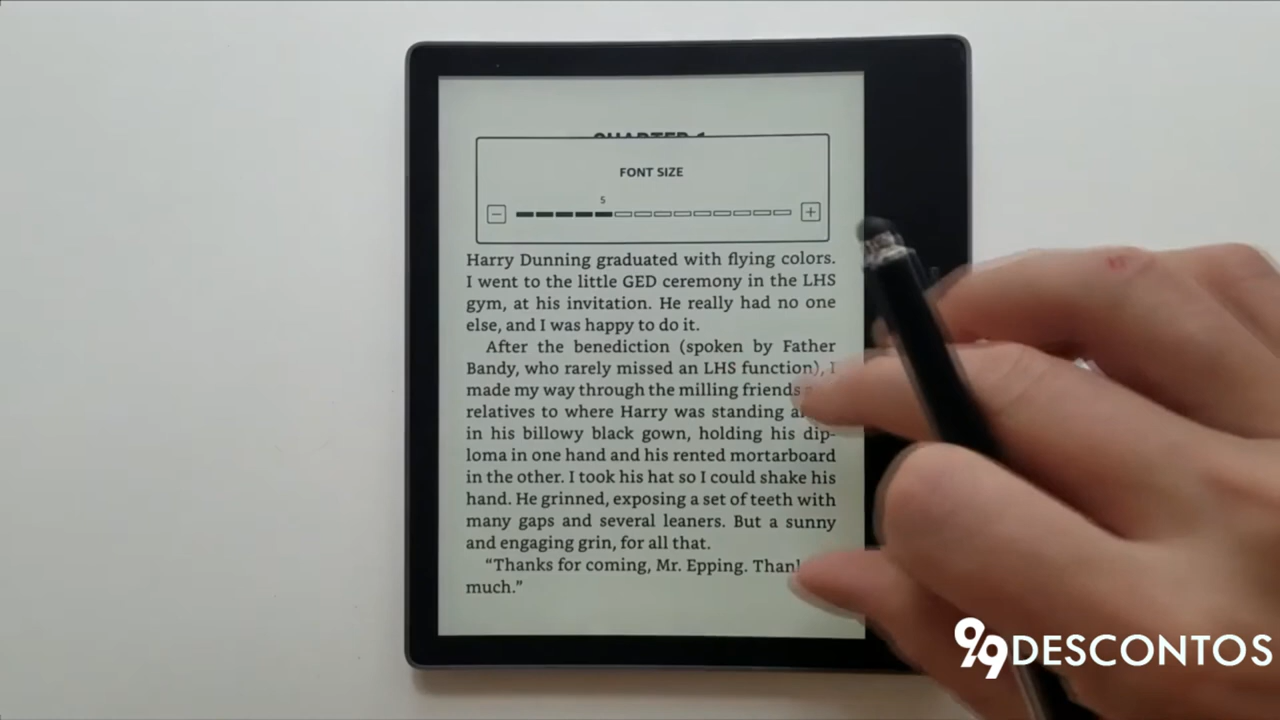 CHAPTER 1
FONT SIZE
5
Harry Dunning graduated with flying colors.
I went to the little GED ceremony in the LHS
gym, at his invitation. He really had no one
else, and I was happy to do it.
After the benediction (spoken by Father
Bandy, who rarely missed an LHS function), I
made my way through the milling friends
relatives to where Harry was standing
in his billowy black gown, holding his dip-
loma in one hand and his rented mortarboard
in the other. I took his hat so I could shake his
hand. He grinned, exposing a set of teeth with
many gaps and several leaners. But a sunny
and engaging grin, for all that.
“Thanks for coming, Mr. Epping.
much.”
99DESCONTOS